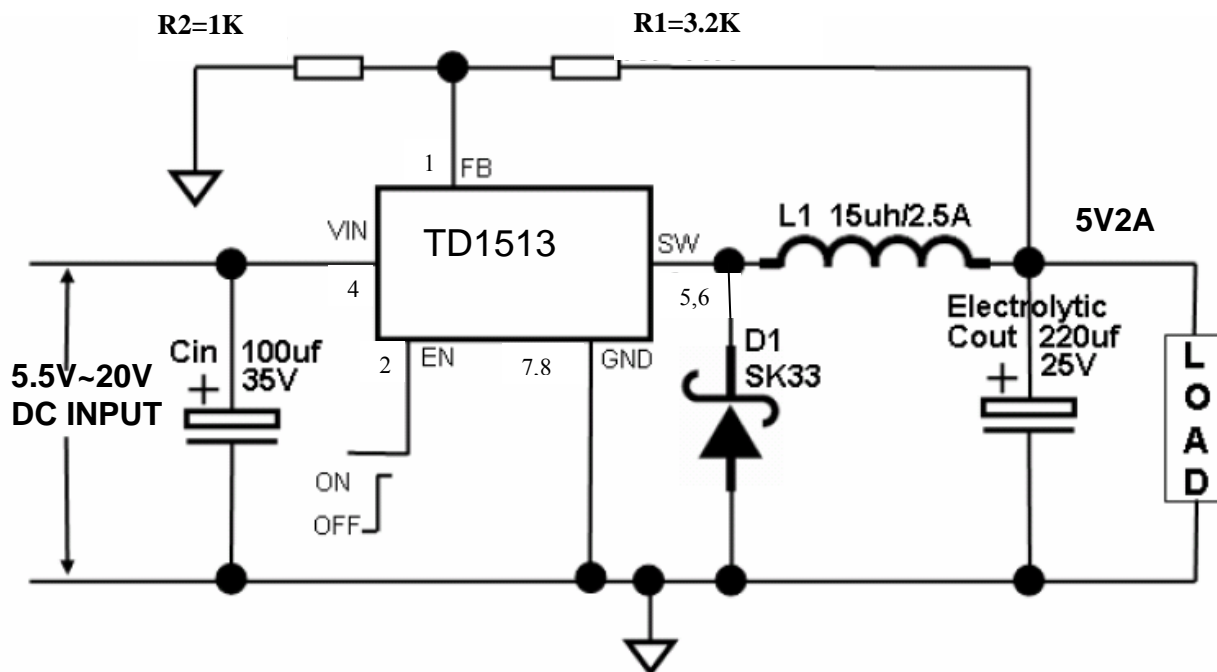 R2=1K
R1=3.2K
1
FB
VIN
TD1513
SW
L1 15uh/2.5A
5V2A
4
5,6
Electrolytic
Cout 220uf
25V
Cin 100uf
35V
2
EN
7.8
GND
D1
SK33
5.5V~20V
DC INPUT
+
+
LOAD
ON
OFF